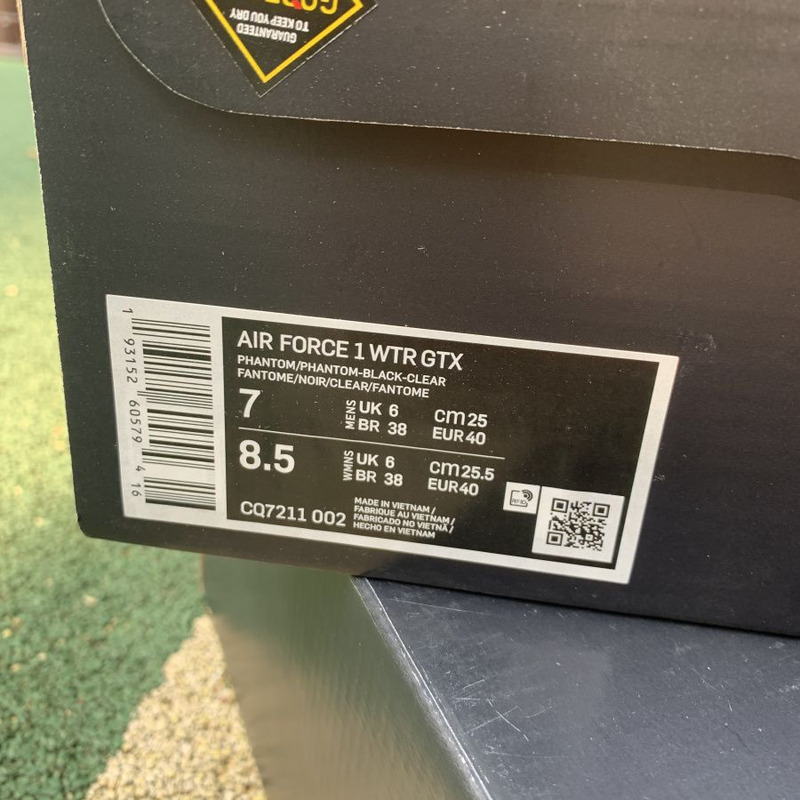 GUARANTEED
TO KEEP YOU DRY
AIR FORCE 1 WTR GTX
PHANTOM/PHANTOM-BLACK-CLEAR
FANTOME/NOIR/CLEAR/FANTOME
7 MENS UK 6 CM 25
BR 38 EUR 40
8.5 WMNS UK 6 CM 25.5
BR 38 EUR 40
CQ7211 002
MADE IN VIETNAM /
FABRIQUE AU VIETNAM /
FABRICADO NO VIETNÃ /
HECHO EN VIETNAM
1 93152 60579 4 16